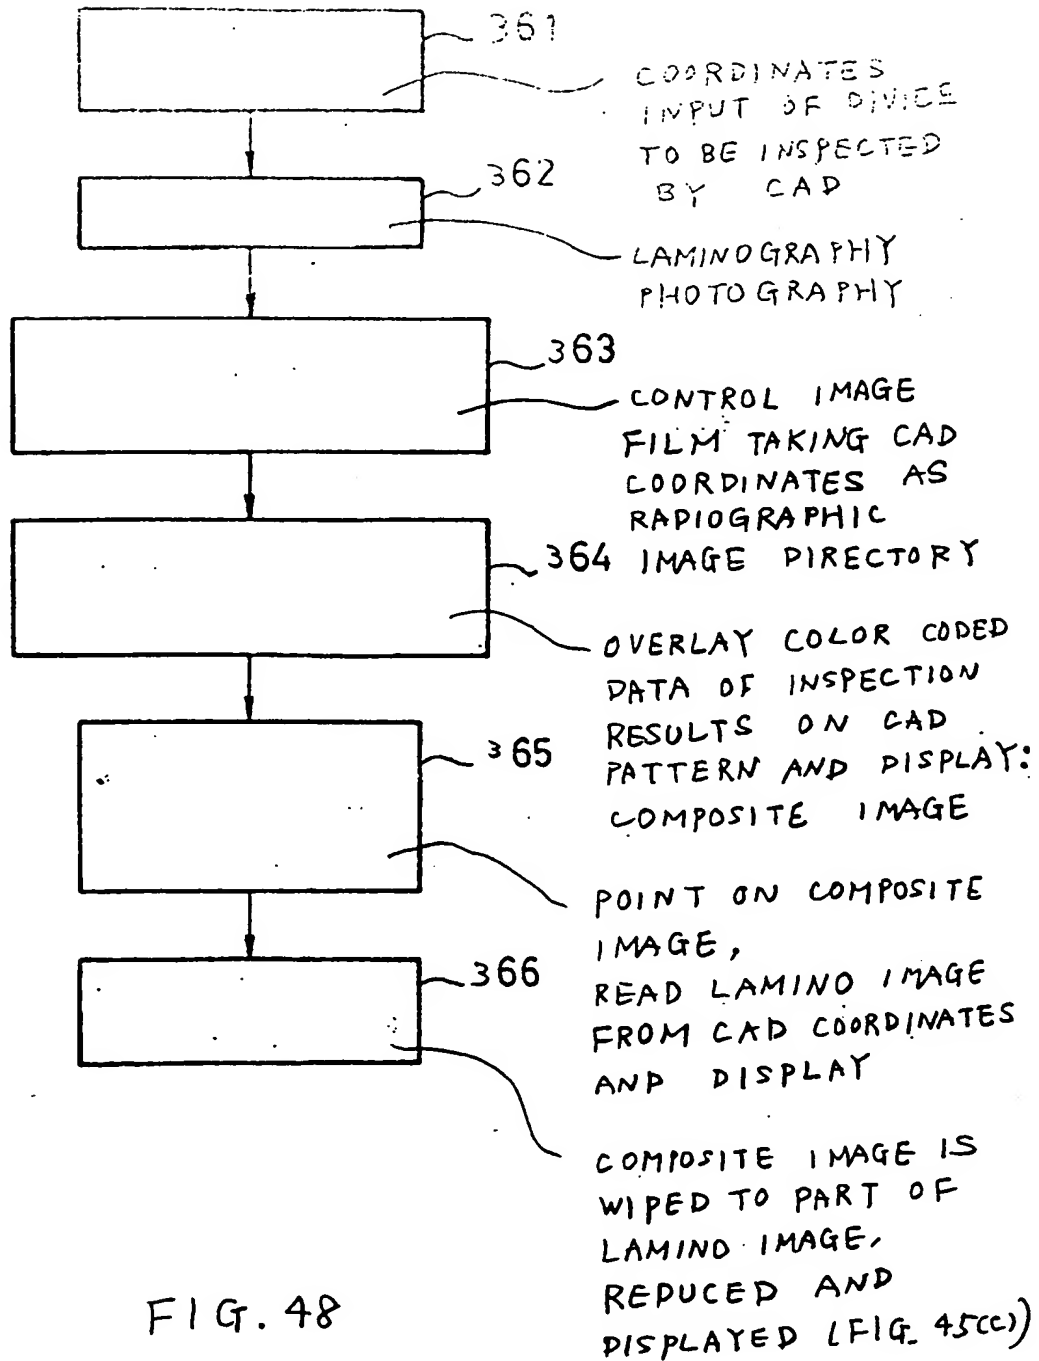 361
COORDINATES
INPUT OF DIVICE
TO BE INSPECTED
BY CAD
362
LAMINOGRAPHY
PHOTOGRAPHY
363
CONTROL IMAGE
FILM TAKING CAD
COORDINATES AS
RADIOGRAPHIC
IMAGE DIRECTORY
364
OVERLAY COLOR CODED
DATA OF INSPECTION
RESULTS ON CAD
PATTERN AND DISPLAY:
COMPOSITE IMAGE
365
POINT ON COMPOSITE
IMAGE,
READ LAMINO IMAGE
FROM CAD COORDINATES
AND DISPLAY
366
COMPOSITE IMAGE IS
WIPED TO PART OF
LAMINO IMAGE,
REDUCED AND
DISPLAYED (FIG. 45(C))
FIG. 48